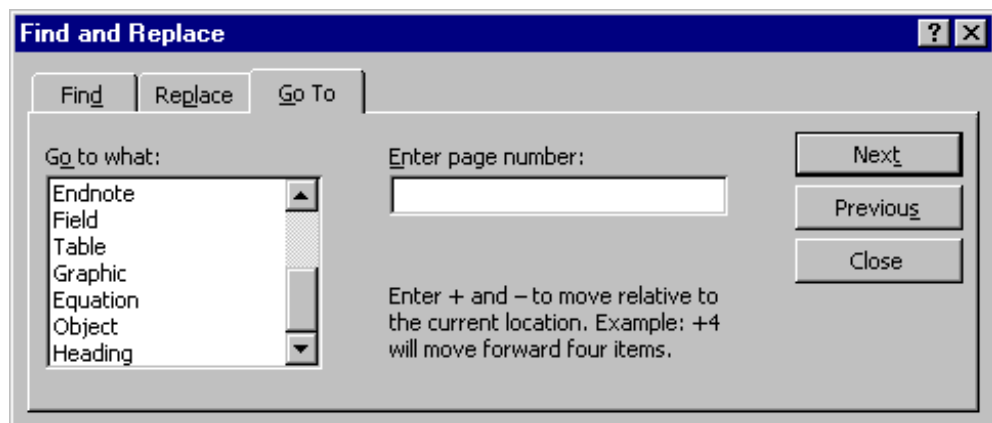 Find and Replace
Find
Replace
Go To
Go to what:
Endnote
Field
Table
Graphic
Equation
Object
Heading
Enter page number:
Enter + and – to move relative to
the current location. Example: +4
will move forward four items.
Next
Previous
Close